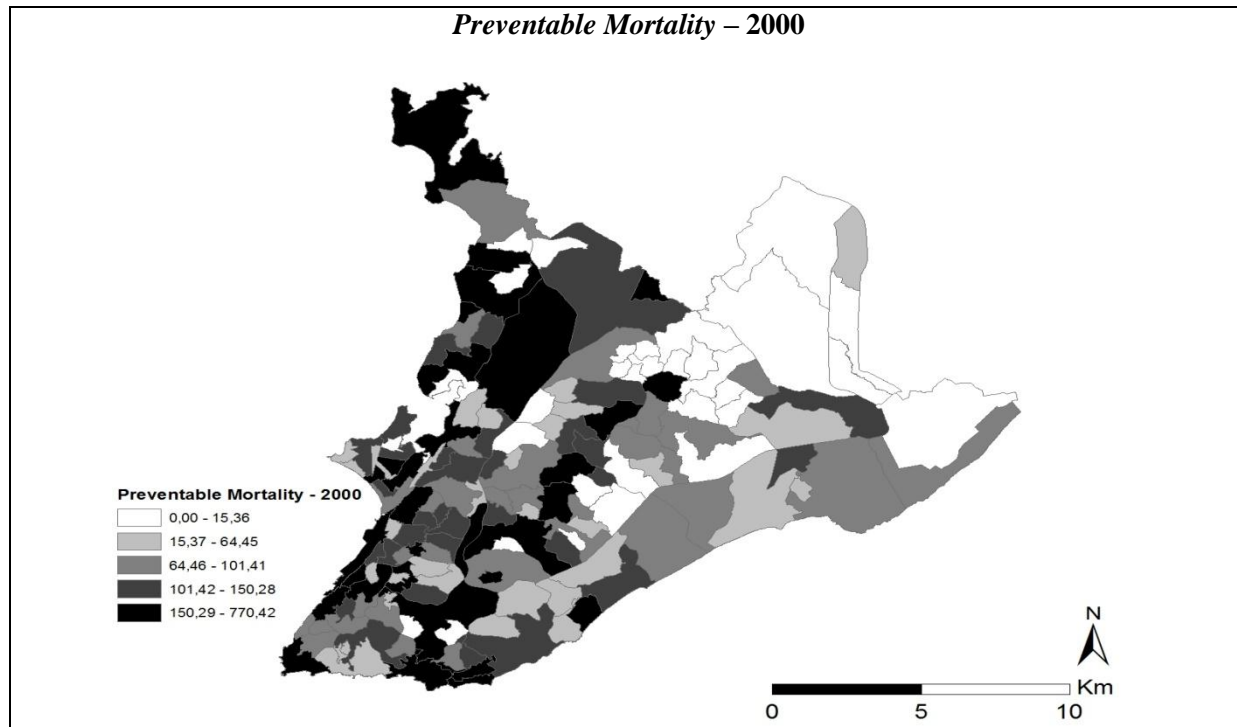 Preventable Mortality – 2000
Preventable Mortality - 2000
0,00 - 15,36
15,37 - 64,45
64,46 - 101,41
101,42 - 150,28
150,29 - 770,42
N
Km
0 5 10